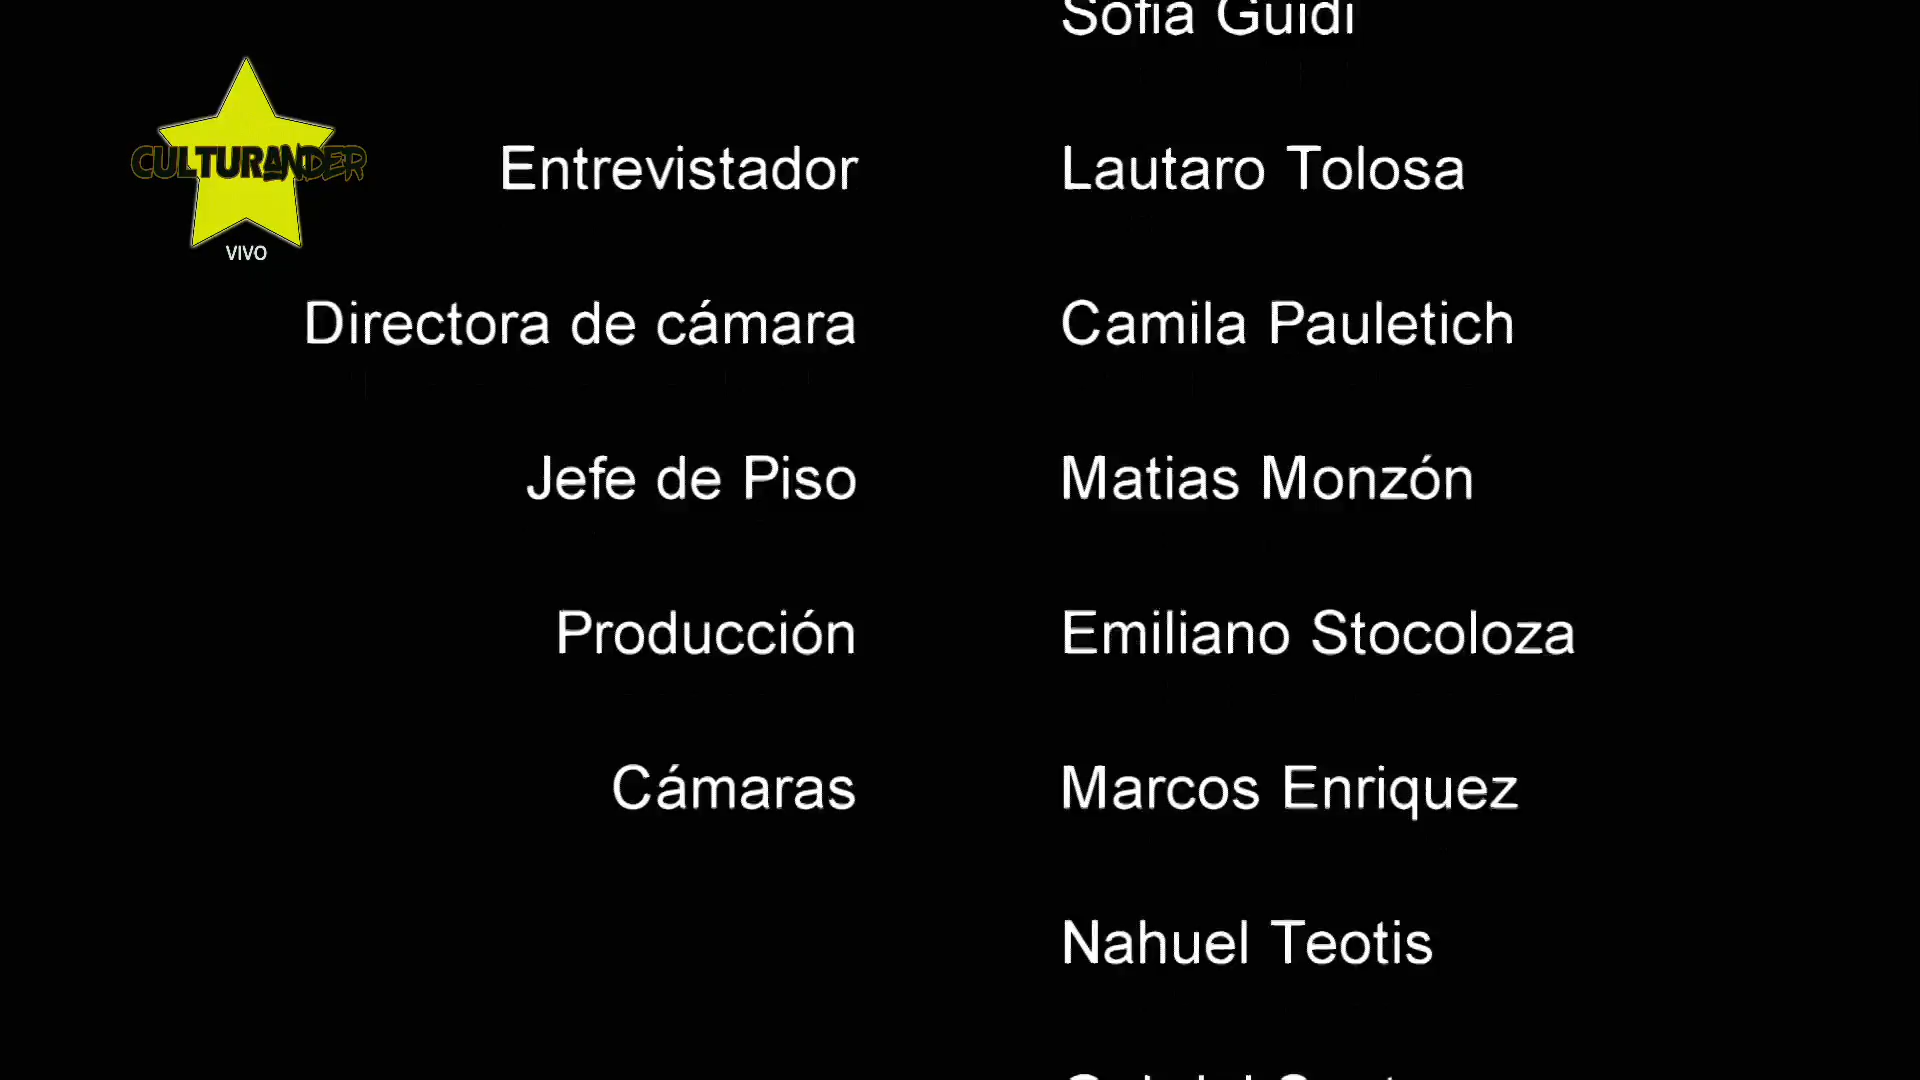 Sofia Guidi
CULTURANDER
VIVO
Entrevistador Lautaro Tolosa
Directora de cámara Camila Pauletich
Jefe de Piso Matias Monzón
Producción Emiliano Stocoloza
Cámaras Marcos Enriquez
Nahuel Teotis